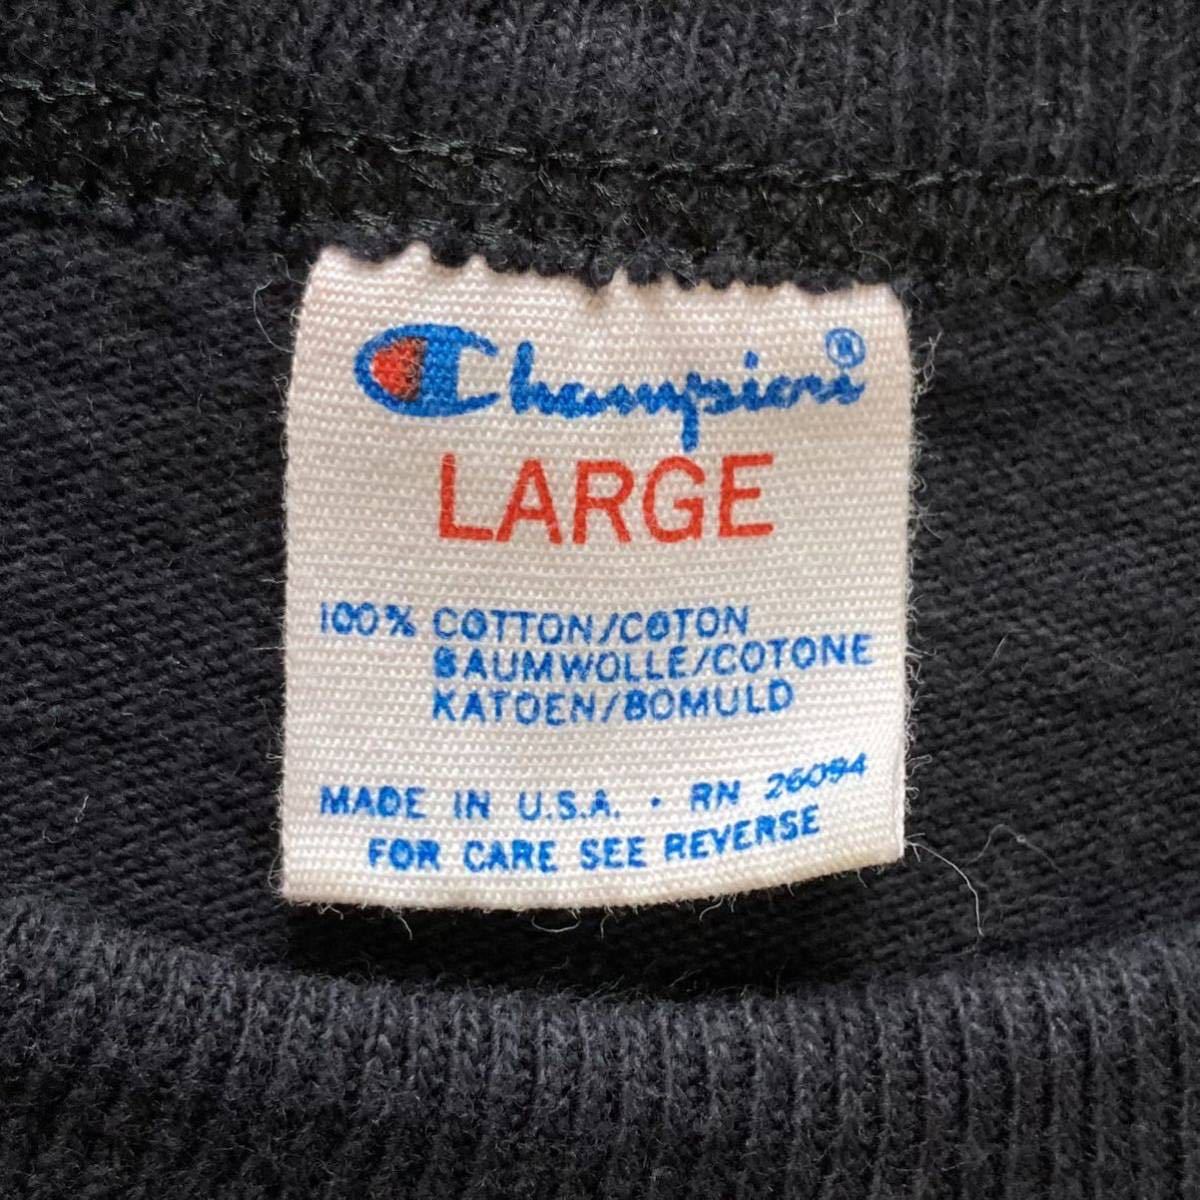 Champion®
LARGE
100% COTTON/COTON
BAUMWOLLE/COTONE
KATOEN/BOMULD
MADE IN U.S.A. · RN 26094
FOR CARE SEE REVERSE